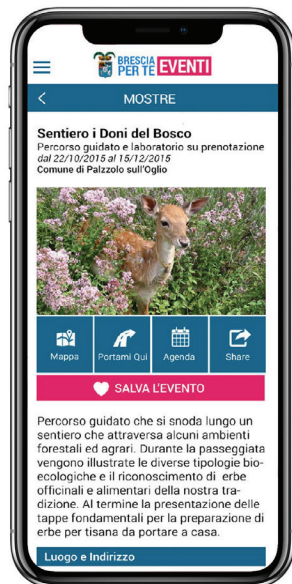 BRESCIA
PER TE EVENTI
MOSTRE
Sentiero i Doni del Bosco
Percorso guidato e laboratorio su prenotazione
dal 22/10/2015 al 15/12/2015
Comune di Palzzolo sull'Oglio
Mappa Portami Qui Agenda Share
SALVA L'EVENTO
Percorso guidato che si snoda lungo un
sentiero che attraversa alcuni ambienti
forestali ed agrari. Durante la passeggiata
vengono illustrate le diverse tipologie bio-
ecologiche e il riconoscimento di erbe
officinali e alimentari della nostra tra-
dizione. Al termine la presentazione delle
tappe fondamentali per la preparazione di
erbe per tisana da portare a casa.
Luogo e Indirizzo